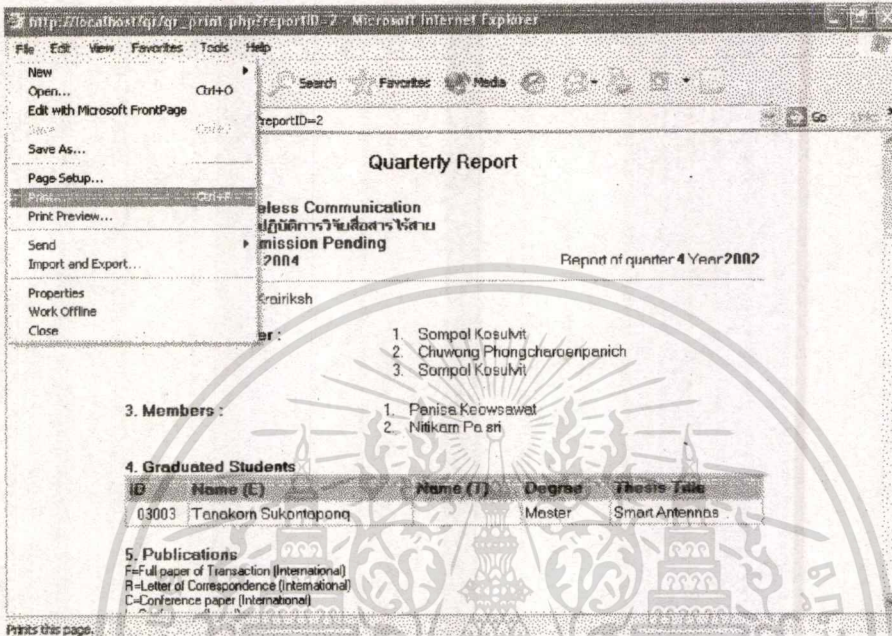 http://localhost/qr/qr_print.php?reportID=2 - Microsoft Internet Explorer
File Edit View Favorites Tools Help
Search Favorites Media
?reportID=2 Go
New
Open... Ctrl+O
Edit with Microsoft FrontPage
Save
Save As...
Page Setup...
Print... Ctrl+P
Print Preview...
Send
Import and Export...
Properties
Work Offline
Close
Quarterly Report
eless Communication
ปฏิบัติการวิจัยสื่อสารไร้สาย
mission Pending
2004 Report of quarter 4 Year 2002
Krairiksh
er :
1. Sompol Kosulvit
2. Chuwong Phongcharoenpanich
3. Sompol Kosulvit
3. Members :
1. Panisa Keowsawat
2. Nitikarn Pa sri
4. Graduated Students
ID Name (E) Name (T) Degree Thesis Title
03003 Tanakorn Sukontapong Master Smart Antennas
5. Publications
F=Full paper of Transaction (International)
R=Letter of Correspondence (International)
C=Conference paper (International)
Prints this page.